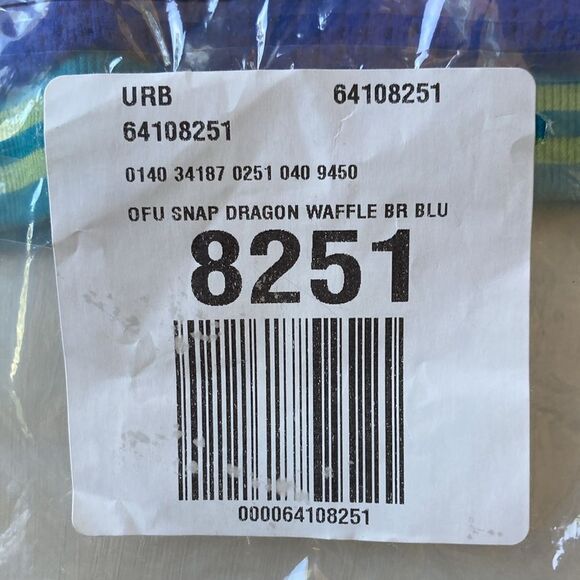 URB 64108251
64108251
0140 34187 0251 040 9450
OFU SNAP DRAGON WAFFLE BR BLU
8251
000064108251